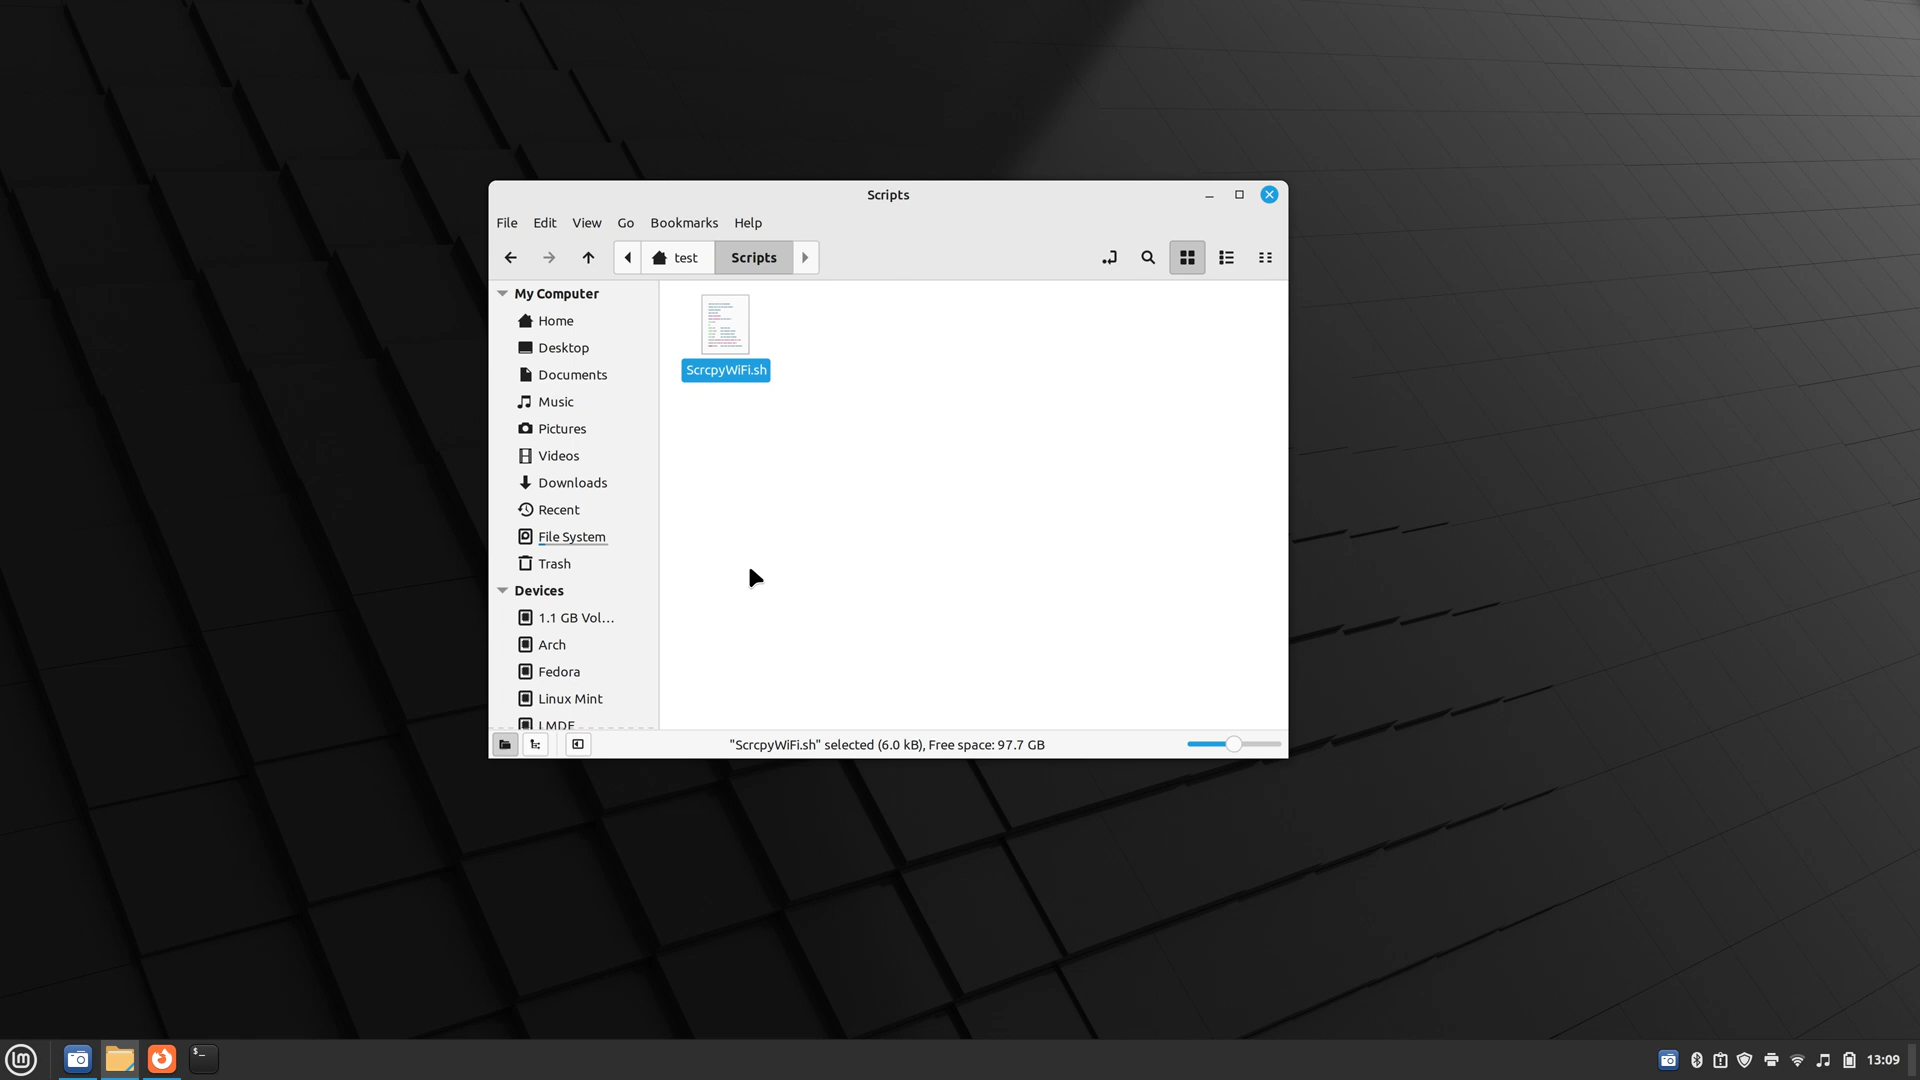 Scripts
File Edit View Go Bookmarks Help
test Scripts
My Computer
Home
Desktop
Documents
Music
Pictures
Videos
Downloads
Recent
File System
Trash
Devices
1.1 GB Vol...
Arch
Fedora
Linux Mint
LMDE
ScrcpyWiFi.sh
"ScrcpyWiFi.sh" selected (6.0 kB), Free space: 97.7 GB
$_
13:09